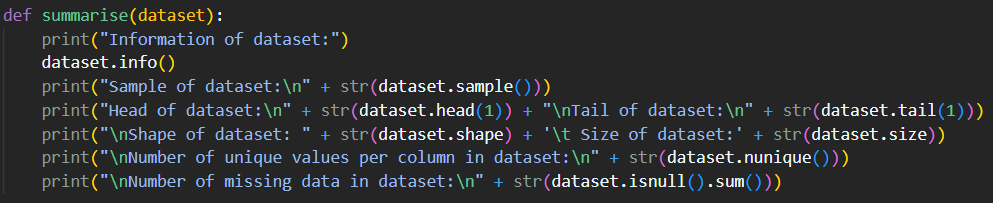 def summarise(dataset):
    print("Information of dataset:")
    dataset.info()
    print("Sample of dataset:\n" + str(dataset.sample()))
    print("Head of dataset:\n" + str(dataset.head(1)) + "\nTail of dataset:\n" + str(dataset.tail(1)))
    print("\nShape of dataset: " + str(dataset.shape) + '\t Size of dataset:' + str(dataset.size))
    print("\nNumber of unique values per column in dataset:\n" + str(dataset.nunique()))
    print("\nNumber of missing data in dataset:\n" + str(dataset.isnull().sum()))